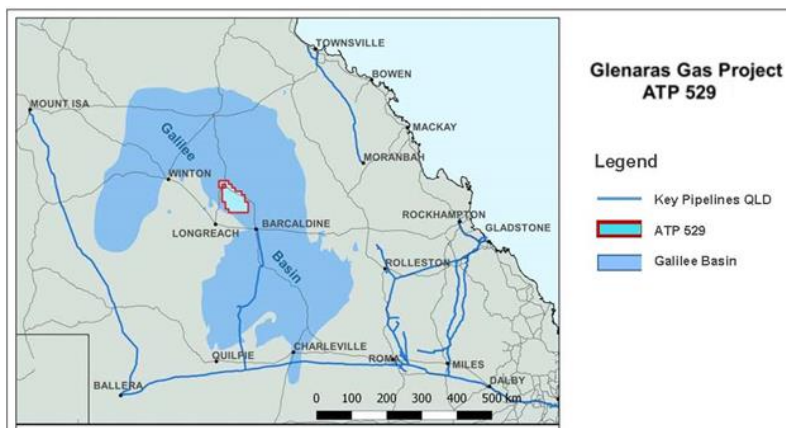 TOWNSVILLE
BOWEN
MOUNT ISA
MACKAY
Galilee
MORANBAH
WINTON
ROCKHAMPTON
GLADSTONE
LONGREACH
BARCALDINE
Basin
ROLLESTON
CHARLEVILLE
QUILPIE
ROMA
MILES
BALLERA
DALBY
0 100 200 300 400 500 km
Glenaras Gas Project
ATP 529
Legend
Key Pipelines QLD
ATP 529
Galilee Basin